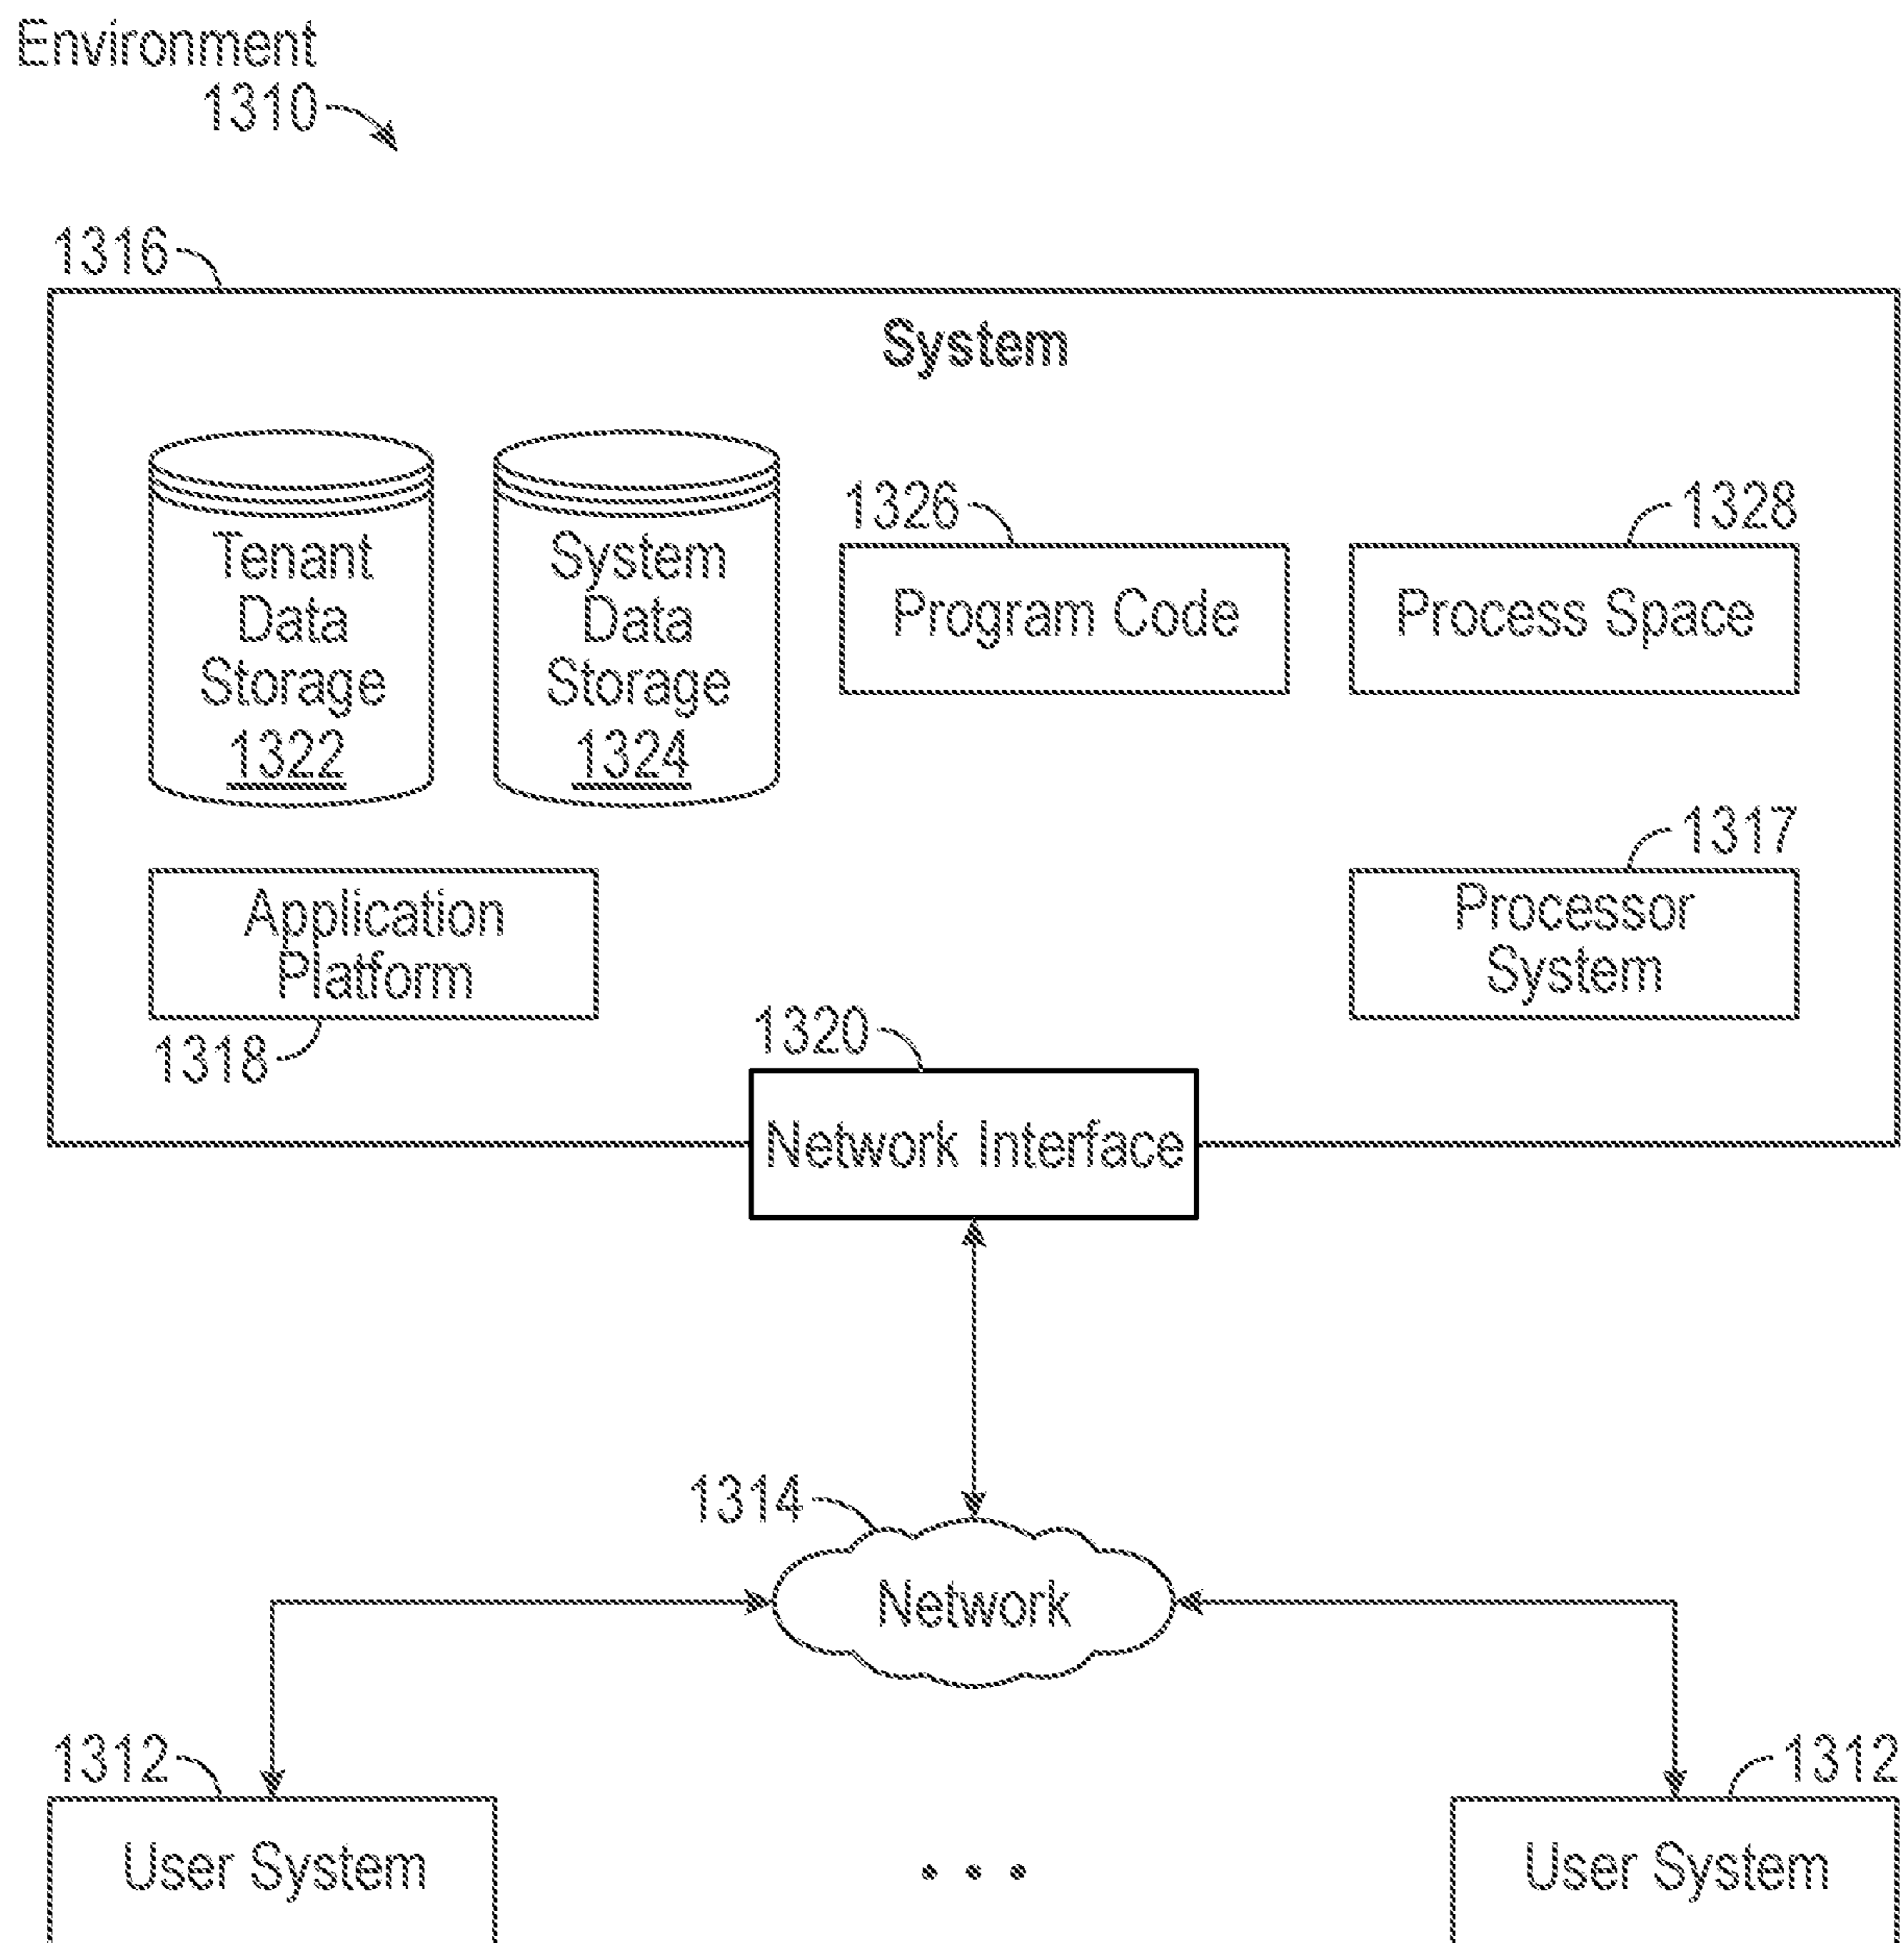 Environment
1310
1316
System
Tenant
Data
Storage
1322
System
Data
Storage
1324
1326
Program Code
1328
Process Space
Application
Platform
1318
1317
Processor
System
1320
Network Interface
1314
Network
1312
User System
...
1312
User System